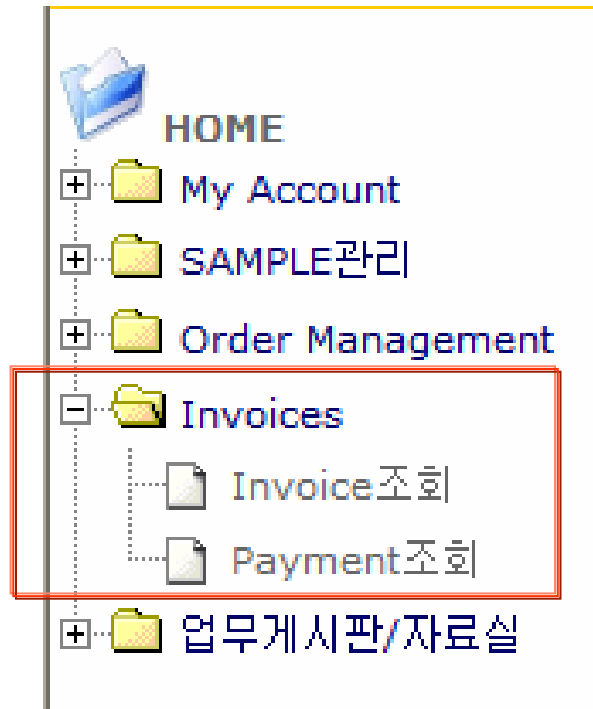 HOME
My Account
SAMPLE관리
Order Management
Invoices
Invoice조회
Payment조회
업무게시판/자료실